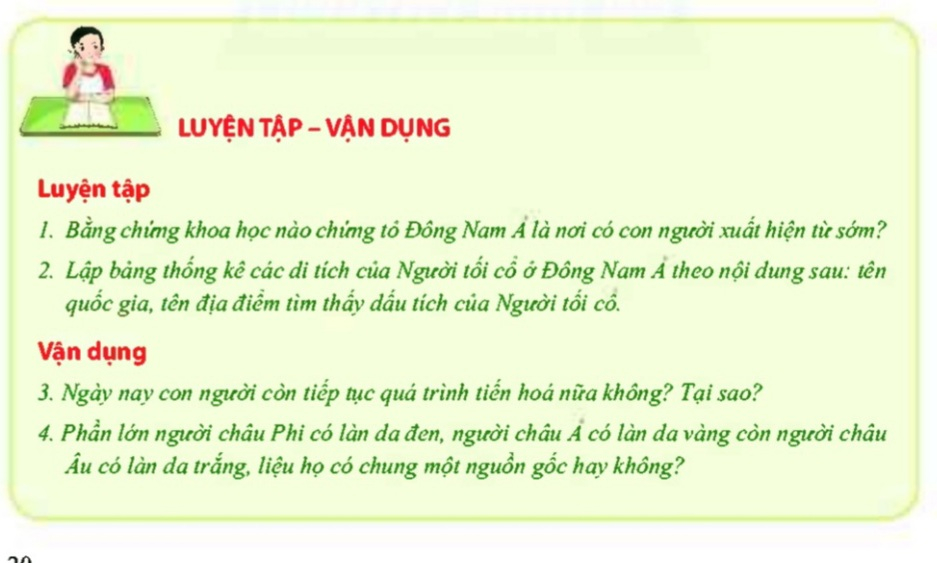 LUYỆN TẬP – VẬN DỤNG
Luyện tập
1. Bằng chứng khoa học nào chứng tỏ Đông Nam Á là nơi có con người xuất hiện từ sớm?
2. Lập bảng thống kê các di tích của Người tối cổ ở Đông Nam Á theo nội dung sau: tên
quốc gia, tên địa điểm tìm thấy dấu tích của Người tối cổ.
Vận dụng
3. Ngày nay con người còn tiếp tục quá trình tiến hoá nữa không? Tại sao?
4. Phần lớn người châu Phi có làn da đen, người châu Á có làn da vàng còn người châu
Âu có làn da trắng, liệu họ có chung một nguồn gốc hay không?